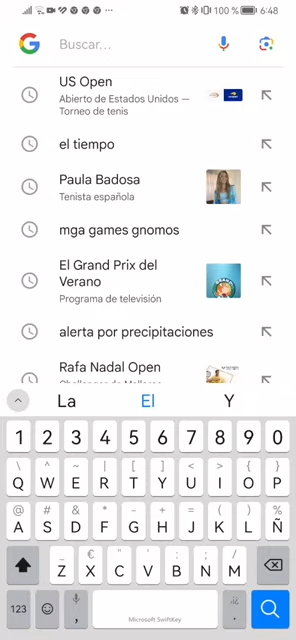 100 % 6:48
Buscar...
US Open
Abierto de Estados Unidos —
Torneo de tenis
el tiempo
Paula Badosa
Tenista española
mga games gnomos
El Grand Prix del
Verano
Programa de televisión
alerta por precipitaciones
Rafa Nadal Open
La El Y
1 2 3 4 5 6 7 8 9 0
\ ^ ~ | [ ] < > { }
Q W E R T Y U I O P
@ # & * - + = ( ) %
A S D F G H J K L Ñ
_ € " ' : ; /
Z X C V B N M
123 , Microsoft SwiftKey .